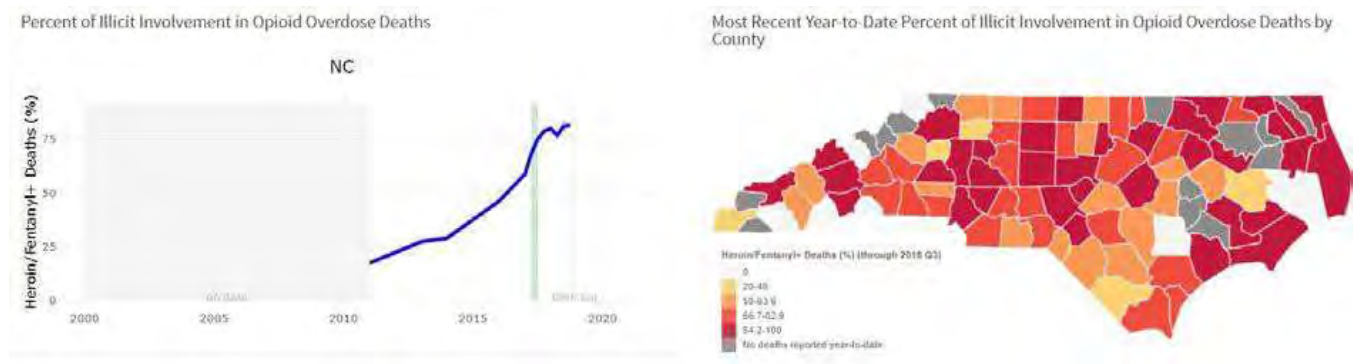 Percent of Illicit Involvement in Opioid Overdose Deaths
NC
Heroin/Fentanyl+ Deaths (%)
75
50
25
0
no data
2000
2005
2010
2015
2020
Most Recent Year-to-Date Percent of Illicit Involvement in Opioid Overdose Deaths by
County
Heroin/Fentanyl+ Deaths (%) (through 2018 Q3)
0
No deaths reported year-to-date